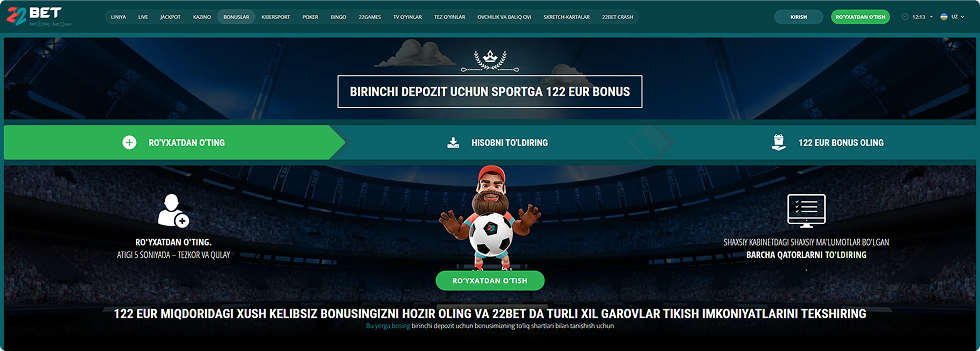 22BET
LINIYA LIVE JACKPOT KAZINO BONUSLAR KIBERSPORT POKER BINGO 22GAMES TV O'YINLAR TEZ O'YINLAR OVCHILIK VA BALIQ OVI SKRETCH-KARTALAR 22BET CRASH KIRISH RO'YXATDAN O'TISH 12:13 UZ
BIRINCHI DEPOZIT UCHUN SPORTGA 122 EUR BONUS
RO'YXATDAN O'TING HISOBNI TO'LDIRING 122 EUR BONUS OLING
RO'YXATDAN O'TING.
ATIGI 5 SONIYADA – TEZKOR VA QULAY
22
SHAXSIY KABINETDAGI SHAXSIY MA'LUMOTLAR BO'LGAN
BARCHA QATORLARNI TO'LDIRING
.
RO'YXATDAN O'TISH
122 EUR MIQDORIDAGI XUSH KELIBSIZ BONUSINGIZNI HOZIR OLING VA 22BET DA TURLI XIL GAROVLAR TIKISH IMKONIYATLARINI TEKSHIRING
Bu yerga bosing birinchi depozit uchun bonusimizning to'liq shartlari bilan tanishish uchun